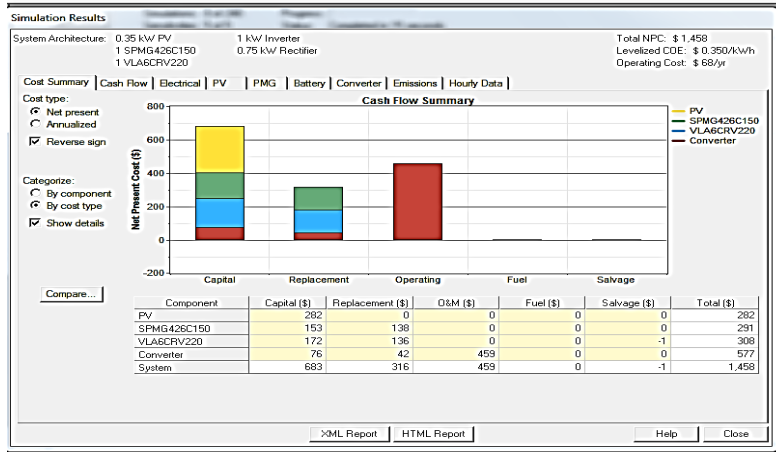 Simulation Results
System Architecture: 0.35 kW PV 1 kW Inverter Total NPC: $ 1,458
1 SPMG426C150 0.75 kW Rectifier Levelized COE: $ 0.350/kWh
1 VLA6CRV220 Operating Cost: $ 68/yr
Cost Summary Cash Flow Electrical PV PMG Battery Converter Emissions Hourly Data
Cost type:
Net present
Annualized
Reverse sign
Categorize:
By component
By cost type
Show details
Compare...
Cash Flow Summary
Net Present Cost ($)
800
600
400
200
0
-200
Capital Replacement Operating Fuel Salvage
PV
SPMG426C150
VLA6CRV220
Converter
Component Capital ($) Replacement ($) O&M ($) Fuel ($) Salvage ($) Total ($)
PV 282 0 0 0 0 282
SPMG426C150 153 138 0 0 0 291
VLA6CRV220 172 136 0 0 -1 308
Converter 76 42 459 0 0 577
System 683 316 459 0 -1 1,458
XML Report HTML Report Help Close